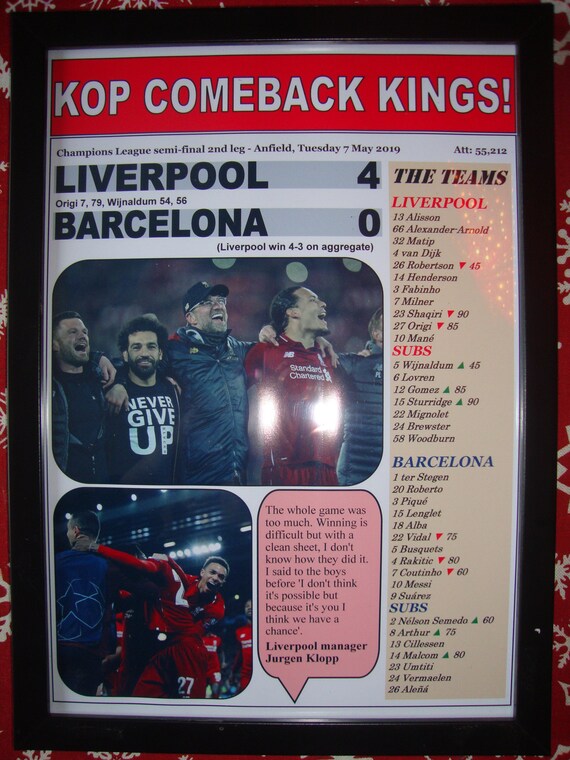 KOP COMEBACK KINGS!
Champions League semi-final 2nd leg - Anfield, Tuesday 7 May 2019 Att: 55,212
LIVERPOOL 4
Origi 7, 79, Wijnaldum 54, 56
BARCELONA 0
(Liverpool win 4-3 on aggregate)
NEVER
GIVE
UP
Standard
Chartered
27
The whole game was
too much. Winning is
difficult but with a
clean sheet, I don't
know how they did it.
I said to the boys
before 'I don't think
it's possible but
because it's you I
think we have a
chance'.
Liverpool manager
Jurgen Klopp
THE TEAMS
LIVERPOOL
13 Alisson
66 Alexander-Arnold
32 Matip
4 van Dijk
26 Robertson ▼ 45
14 Henderson
3 Fabinho
7 Milner
23 Shaqiri ▼ 90
27 Origi ▼ 85
10 Mané
SUBS
5 Wijnaldum ▲ 45
6 Lovren
12 Gomez ▲ 85
15 Sturridge ▲ 90
22 Mignolet
24 Brewster
58 Woodburn
BARCELONA
1 ter Stegen
20 Roberto
3 Piqué
15 Lenglet
18 Alba
22 Vidal ▼ 75
5 Busquets
4 Rakitic ▼ 80
7 Coutinho ▼ 60
10 Messi
9 Suárez
SUBS
2 Nélson Semedo ▲ 60
8 Arthur ▲ 75
13 Cillessen
14 Malcom ▲ 80
23 Umtiti
24 Vermaelen
26 Aleñá